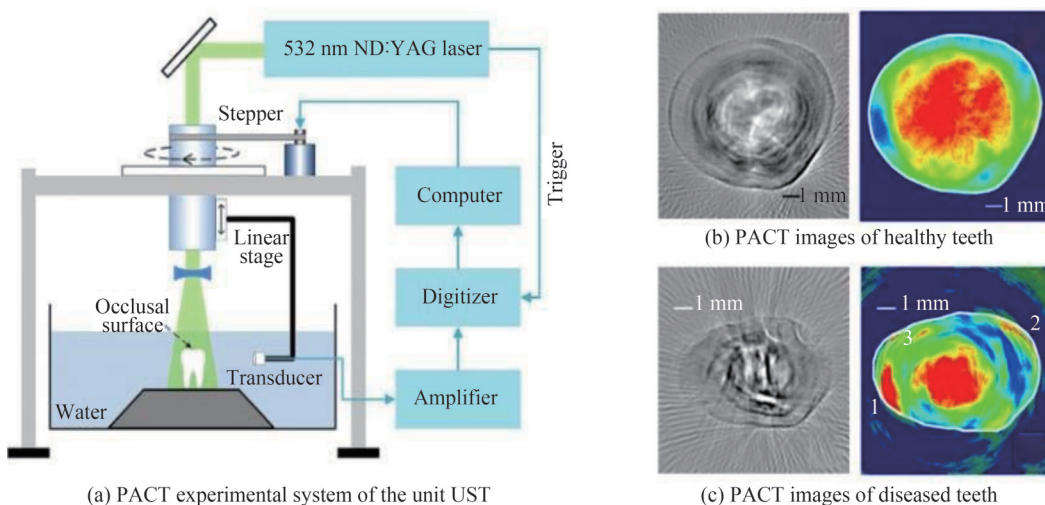 532 nm ND:YAG laser
Stepper
Trigger
Computer
Linear
stage
Digitizer
Occlusal
surface
Transducer
Amplifier
Water
(a) PACT experimental system of the unit UST
1 mm
1 mm
(b) PACT images of healthy teeth
1 mm
1 mm
2
3
1
(c) PACT images of diseased teeth